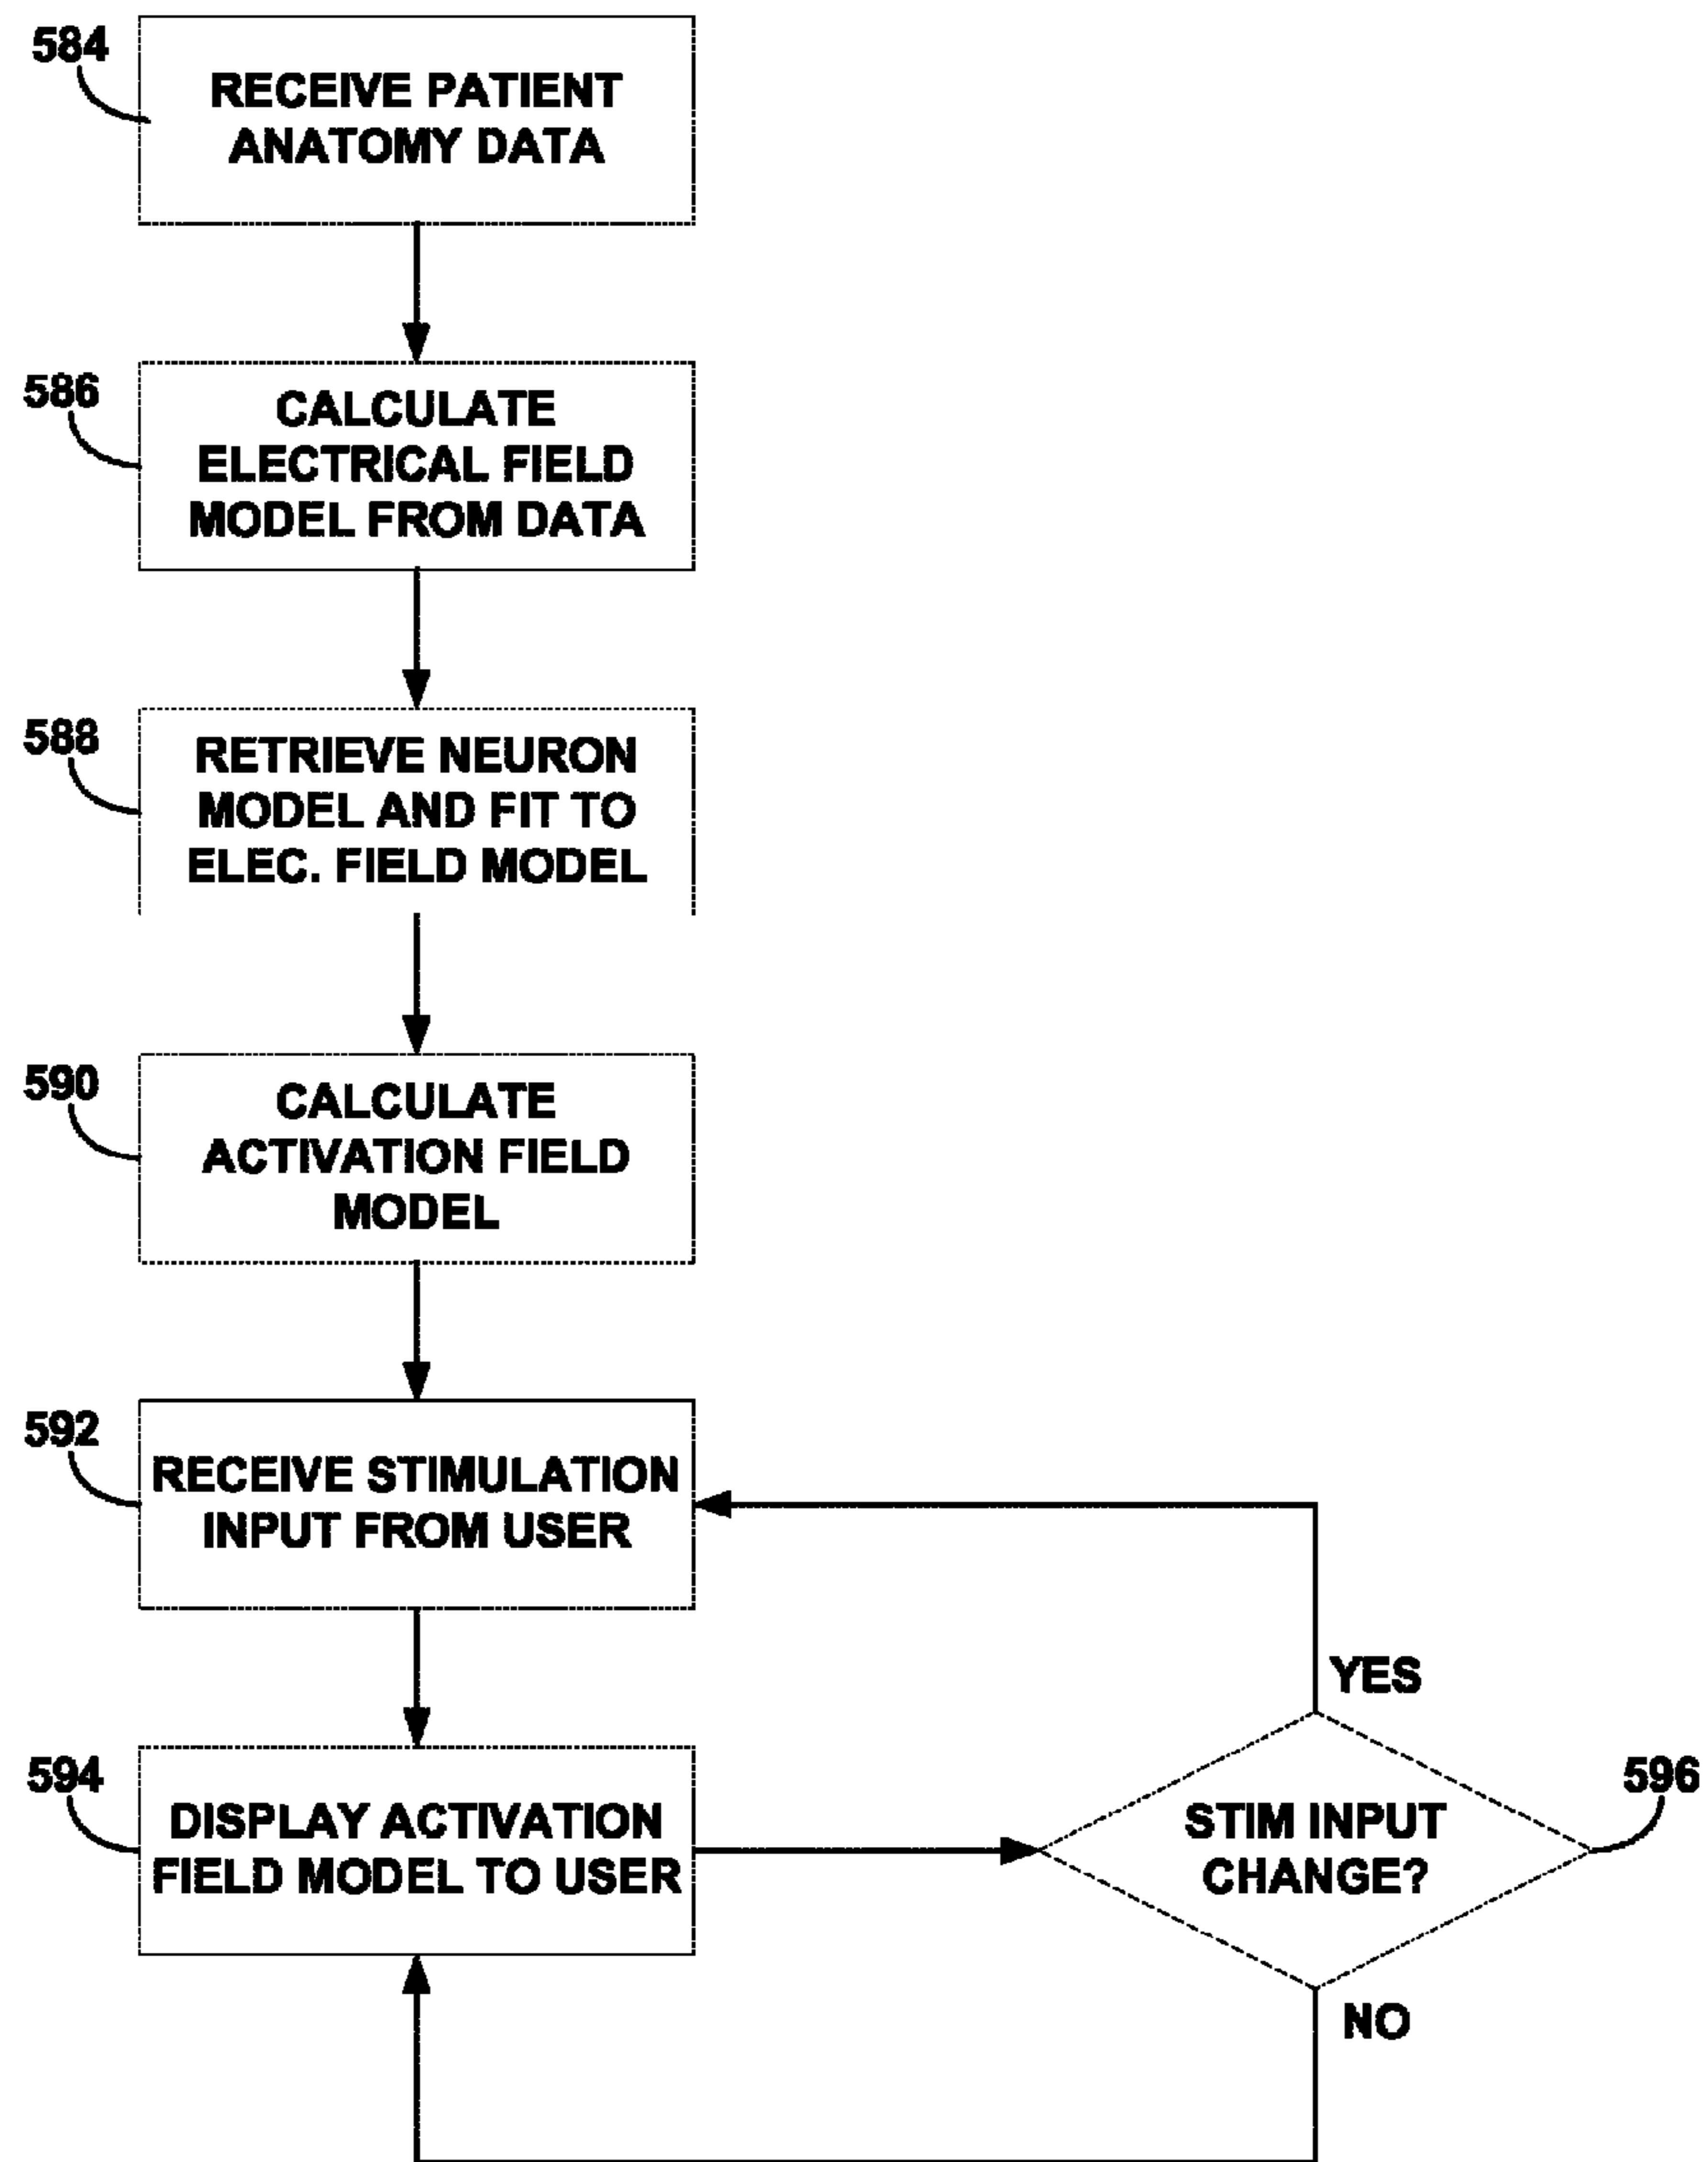 584
RECEIVE PATIENT
ANATOMY DATA
586
CALCULATE
ELECTRICAL FIELD
MODEL FROM DATA
588
RETRIEVE NEURON
MODEL AND FIT TO
ELEC. FIELD MODEL
590
CALCULATE
ACTIVATION FIELD
MODEL
592
RECEIVE STIMULATION
INPUT FROM USER
YES
594
DISPLAY ACTIVATION
FIELD MODEL TO USER
STIM INPUT
CHANGE?
596
NO